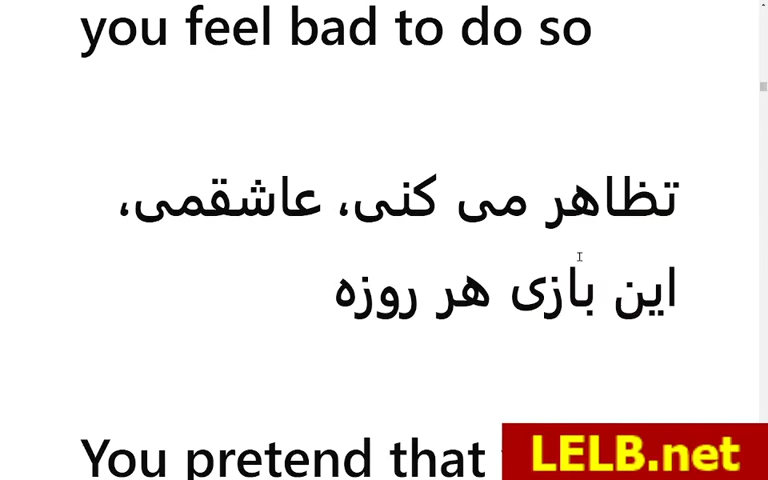 you feel bad to do so
تظاهر می کنی، عاشقمی،
این بازی هر روزه
You pretend that
LELB.net